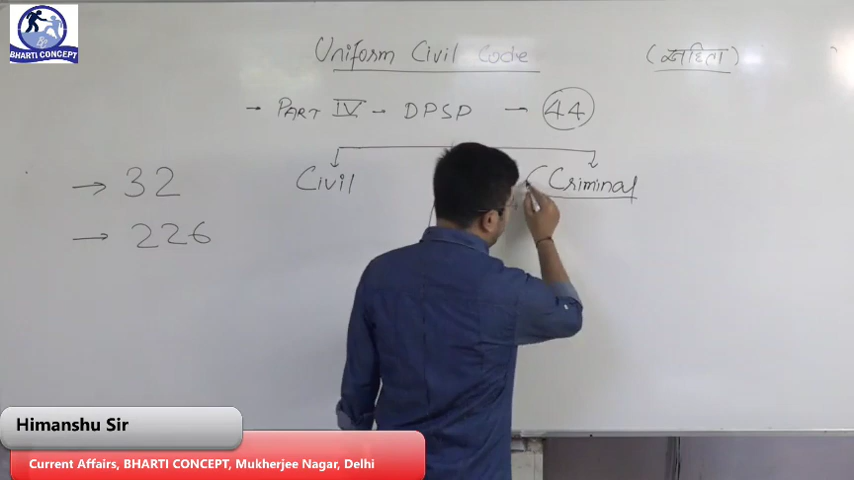 BHARTI CONCEPT
Uniform Civil Code (संहिता)
→ PART IV → DPSP → 44
Civil Criminal
→ 32
→ 226
Himanshu Sir
Current Affairs, BHARTI CONCEPT, Mukherjee Nagar, Delhi